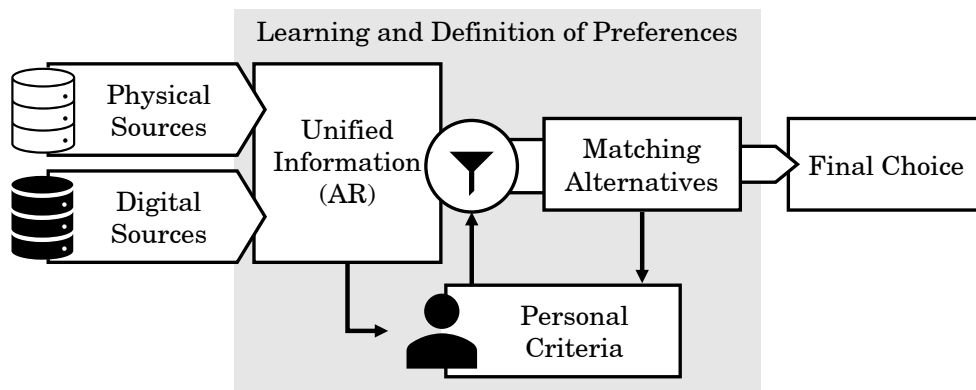 Learning and Definition of Preferences
Physical
Sources
Digital
Sources
Unified
Information
(AR)
Matching
Alternatives
Final Choice
Personal
Criteria